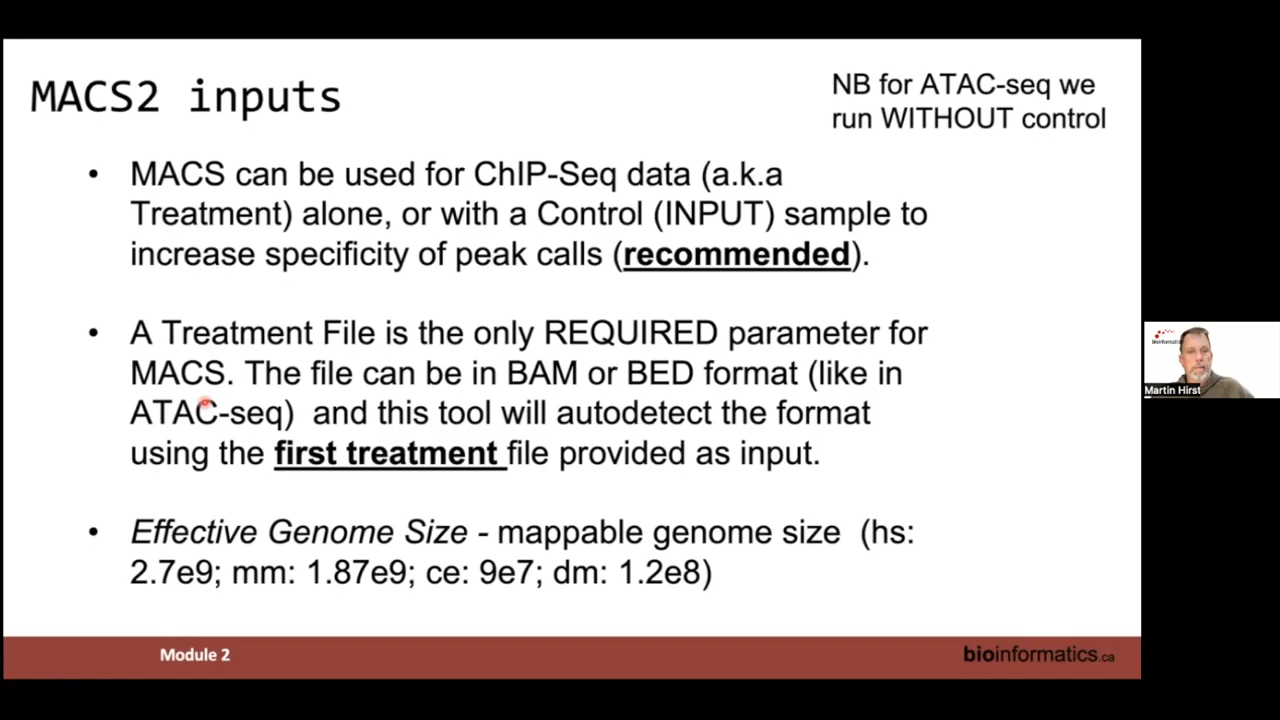 MACS2 inputs
NB for ATAC-seq we
run WITHOUT control
• MACS can be used for ChIP-Seq data (a.k.a
Treatment) alone, or with a Control (INPUT) sample to
increase specificity of peak calls (recommended).
• A Treatment File is the only REQUIRED parameter for
MACS. The file can be in BAM or BED format (like in
ATAC-seq)  and this tool will autodetect the format
using the first treatment file provided as input.
• Effective Genome Size - mappable genome size  (hs:
2.7e9; mm: 1.87e9; ce: 9e7; dm: 1.2e8)
Module 2
bioinformatics.ca
bioinformatics
Martin Hirst